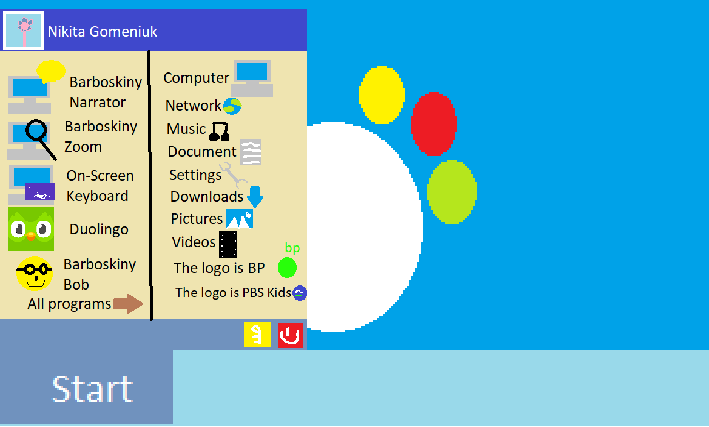 Nikita Gomeniuk
Barboskiny
Narrator
Barboskiny
Zoom
On-Screen
Keyboard
Duolingo
Barboskiny
Bob
All programs
Computer
Network
Music
Document
Settings
Downloads
Pictures
Videos
bp
The logo is BP
The logo is PBS Kids
Start